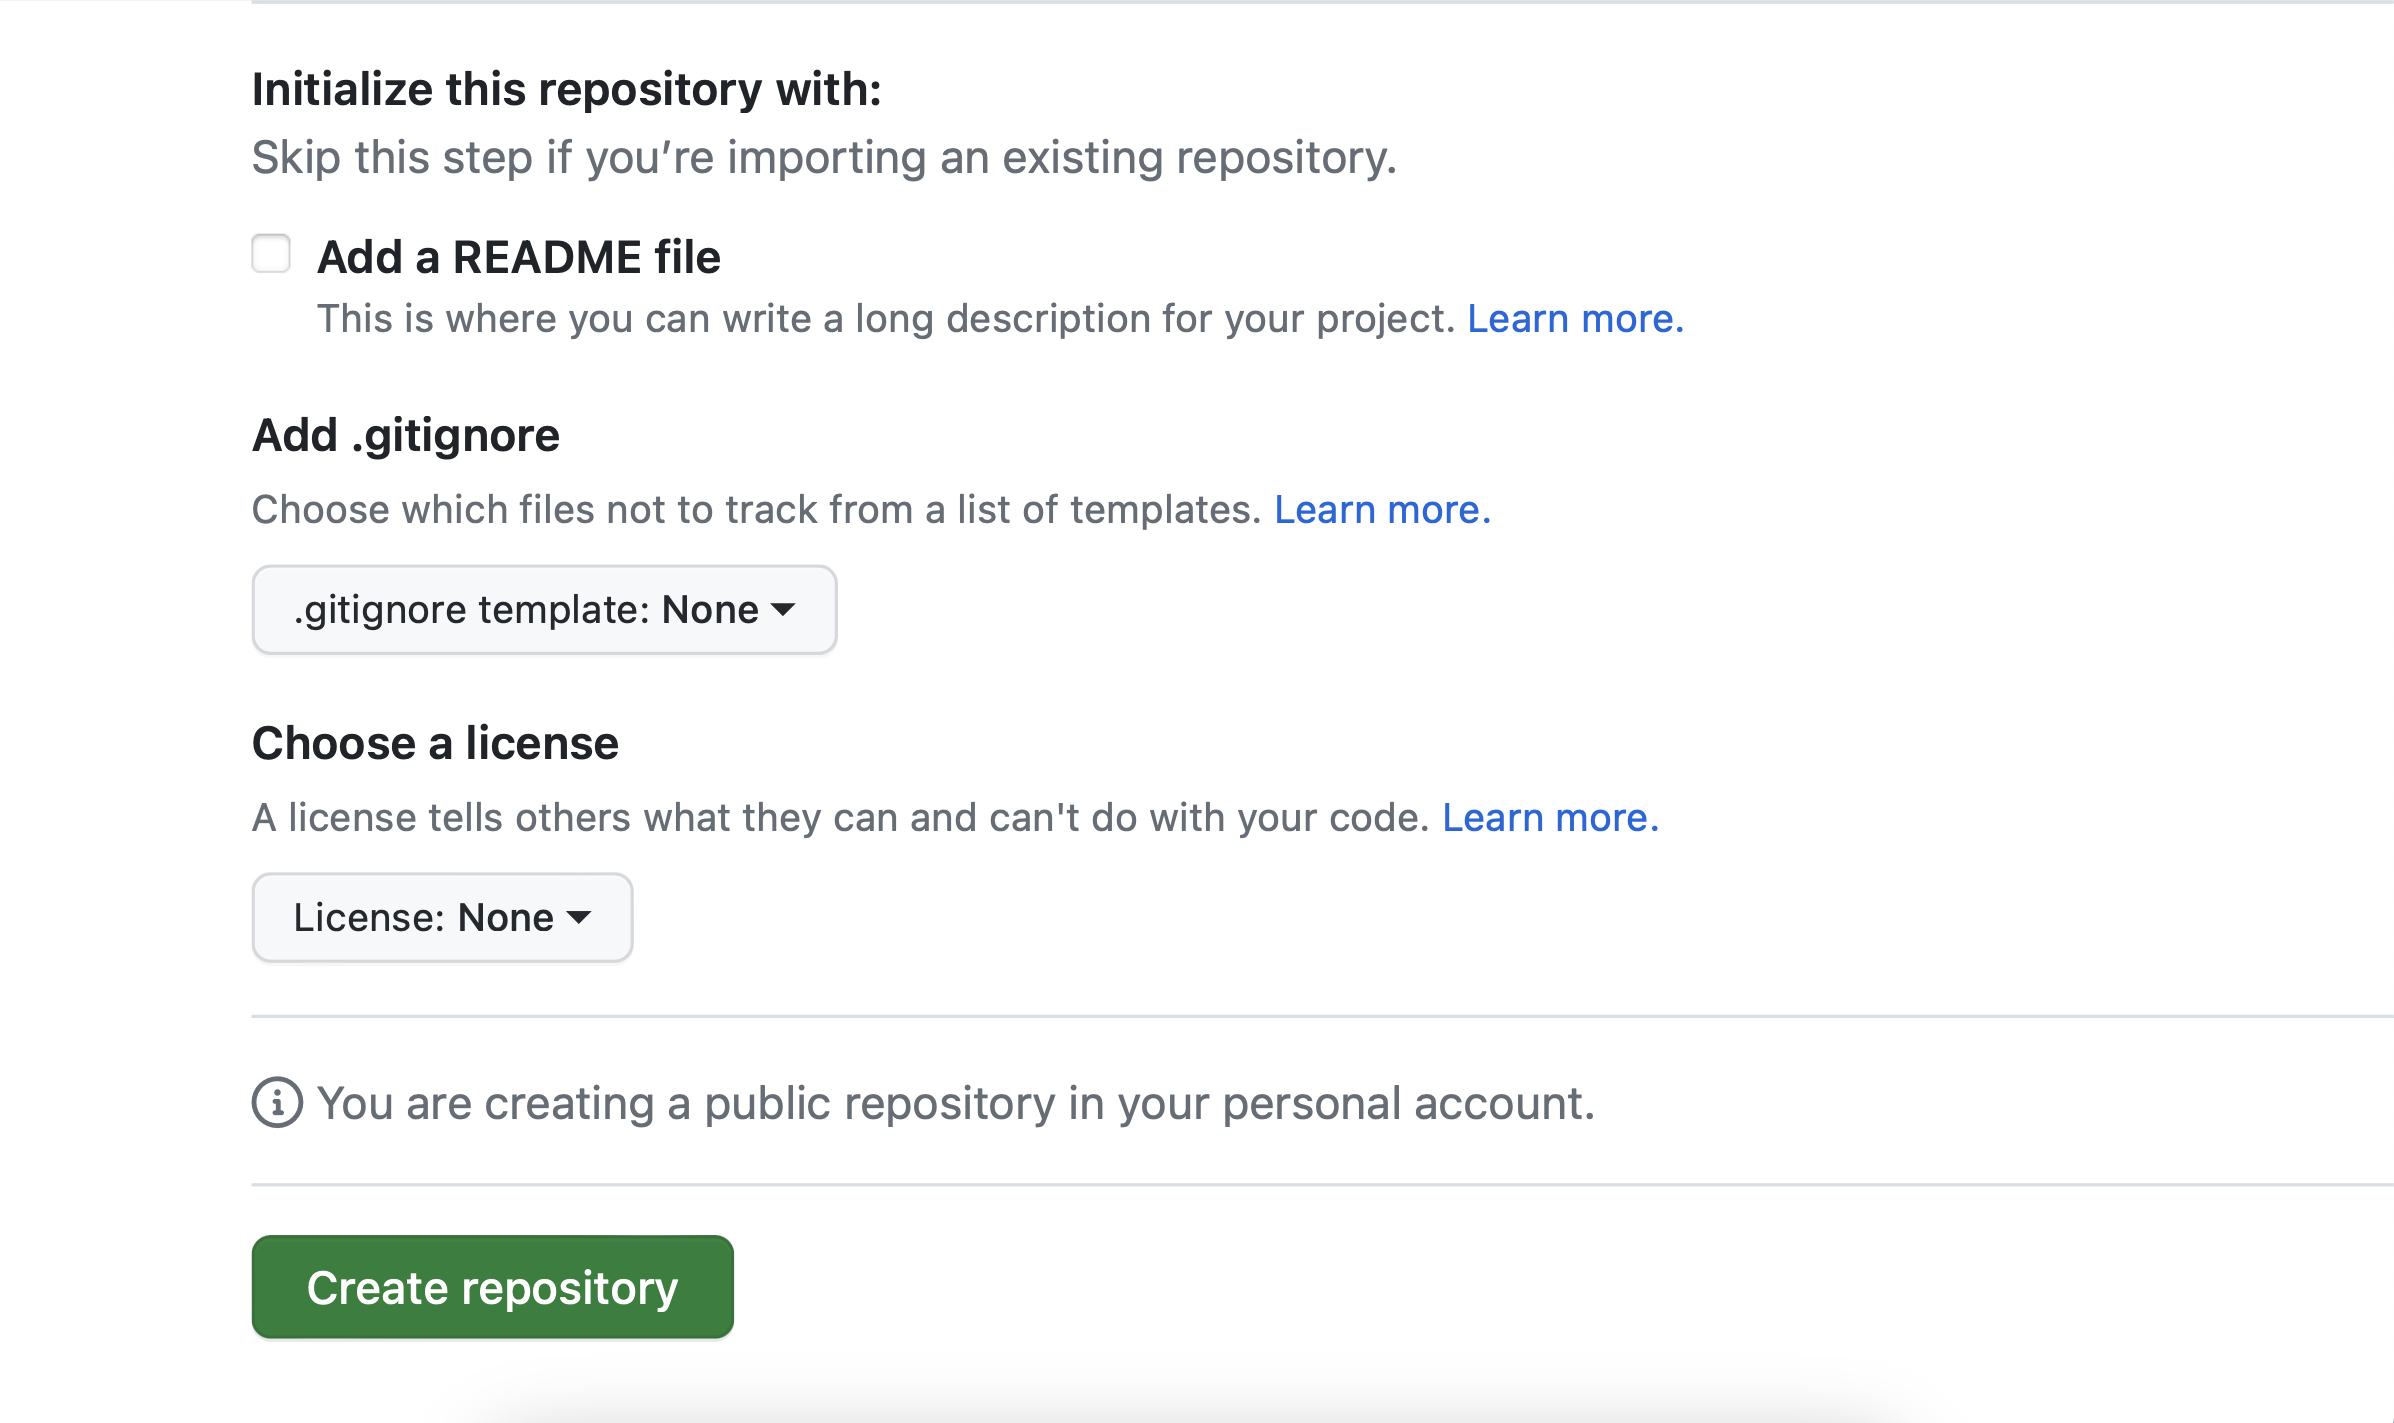 Initialize this repository with:
Skip this step if you’re importing an existing repository.
Add a README file
This is where you can write a long description for your project. Learn more.
Add .gitignore
Choose which files not to track from a list of templates. Learn more.
.gitignore template: None
Choose a license
A license tells others what they can and can't do with your code. Learn more.
License: None
You are creating a public repository in your personal account.
Create repository